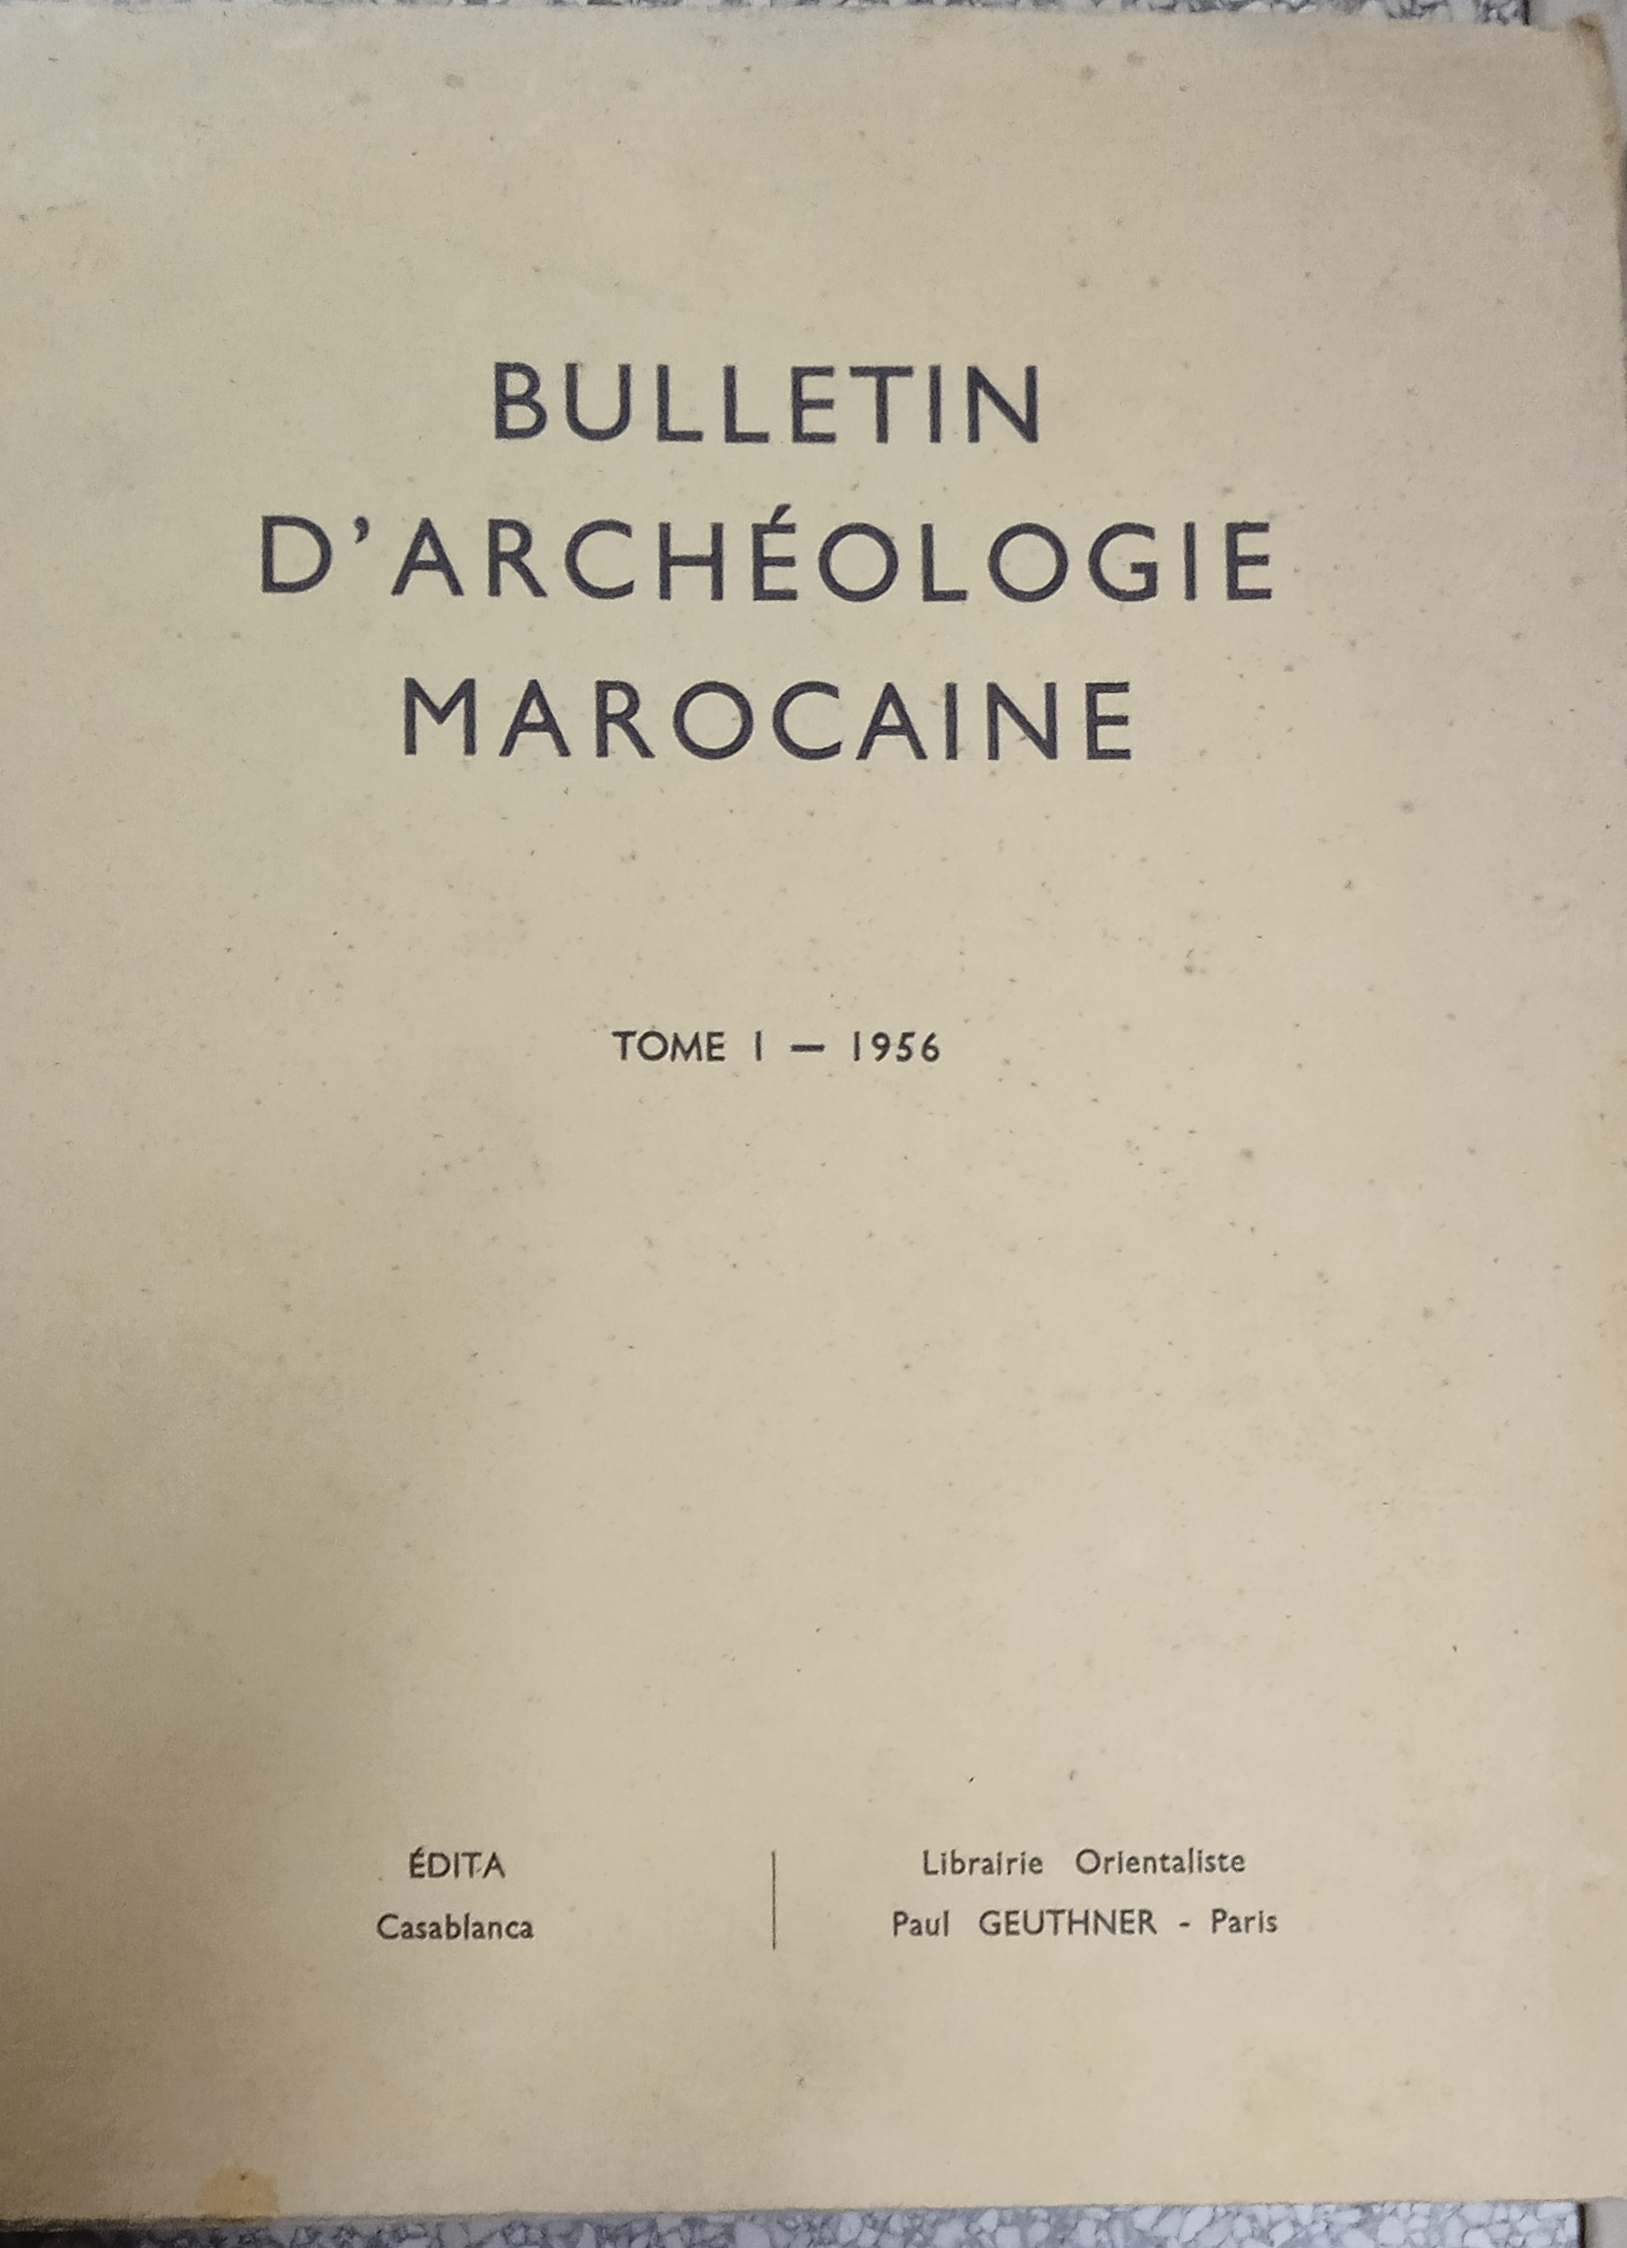 BULLETIN
D'ARCHÉOLOGIE
MAROCAINE
TOME I — 1956
ÉDITA
Casablanca
Librairie Orientaliste
Paul GEUTHNER - Paris